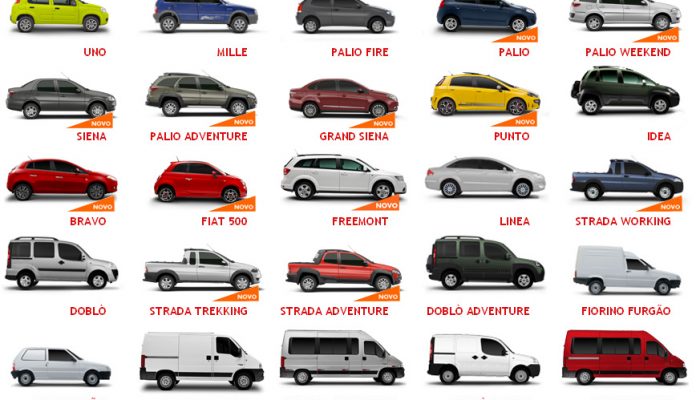 NOVO
NOVO
UNO
MILLE
PALIO FIRE
PALIO
PALIO WEEKEND
NOVO
NOVO
NOVO
NOVO
SIENA
PALIO ADVENTURE
GRAND SIENA
PUNTO
IDEA
NOVO
NOVO
NOVO
BRAVO
FIAT 500
FREEMONT
LINEA
STRADA WORKING
NOVO
NOVO
DOBLÒ
STRADA TREKKING
STRADA ADVENTURE
DOBLÒ ADVENTURE
FIORINO FURGÃO